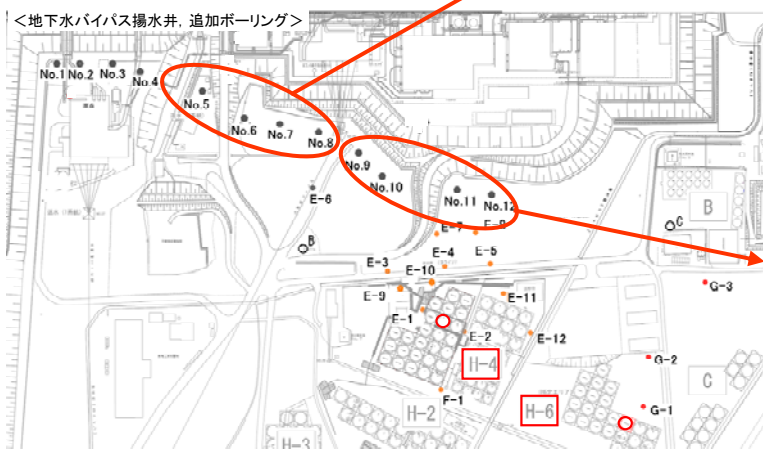 ＜地下水バイパス揚水井, 追加ボーリング＞
No.1
No.2
No.3
No.4
No.5
No.6
No.7
No.8
No.9
No.10
No.11
No.12
E-6
B
C
B
E-7
E-8
E-3
E-4
E-5
E-10
E-9
E-11
G-3
E-1
E-2
E-12
H-4
G-2
F-1
C
H-2
H-6
G-1
H-3